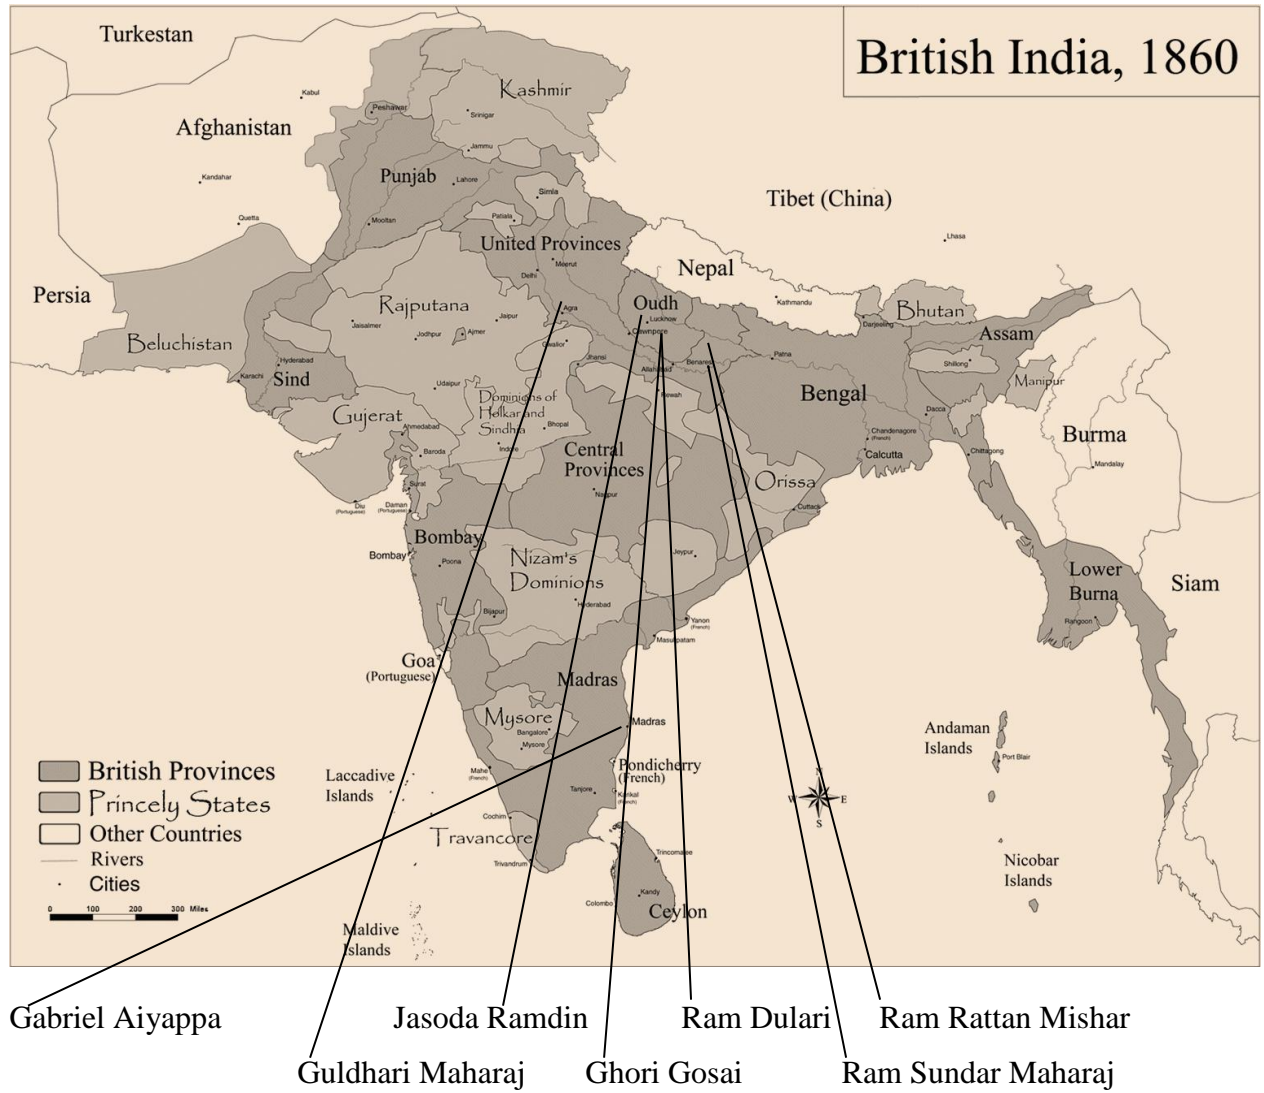 British India, 1860
Turkestan
Kashmir
Kabul
Peshawar
Srinigar
Afghanistan
Jammu
Punjab
Lahore
Kandahar
Simla
Tibet (China)
Quetta
Mooltan
Patiala
Lhasa
United Provinces
Meerut
Delhi
Nepal
Persia
Rajputana
Agra
Oudh
Kathmandu
Bhutan
Lucknow
Darjeeling
Assam
Jaisalmer
Jaipur
Jodhpur
Ajmer
Cawnpore
Beluchistan
Gwalior
Jhansi
Patna
Hyderabad
Allahabad
Benares
Shillong
Karachi
Sind
Udaipur
Manipur
Rewah
Bengal
Dominions of
Holkar and
Sindhia
Gujerat
Dacca
Ahmedabad
Bhopal
Chandenagore
(French)
Burma
Baroda
Indore
Central
Provinces
Calcutta
Chittagong
Mandalay
Surat
Orissa
Nagpur
Diu
(Portuguese)
Daman
(Portuguese)
Cuttack
Bombay
Bombay
Poona
Nizam's
Dominions
Jeypur
Lower
Burna
Siam
Hyderabad
Bijapur
Yanon
(French)
Rangoon
Masulipatam
Goa
(Portuguese)
Madras
Mysore
Bangalore
Mysore
Madras
Andaman
Islands
Port Blair
British Provinces
Princely States
Other Countries
Rivers
Cities
0 100 200 300 Miles
Laccadive
Islands
Mahe
(French)
Pondicherry
(French)
Tanjore
Karikal
(French)
N
W E
S
Cochim
Travancore
Trivandrum
Trincomalee
Nicobar
Islands
Kandy
Colombo
Ceylon
Maldive
Islands
Gabriel Aiyappa
Jasoda Ramdin
Ram Dulari
Ram Rattan Mishar
Guldhari Maharaj
Ghori Gosai
Ram Sundar Maharaj